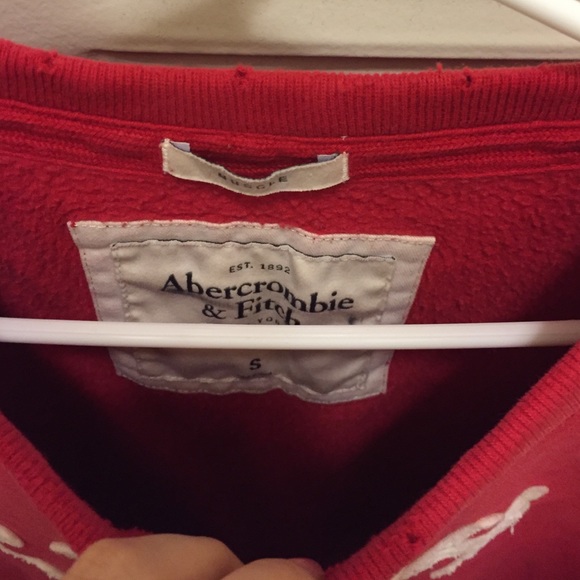 EST. 1892
Abercrombie
& Fitch
S